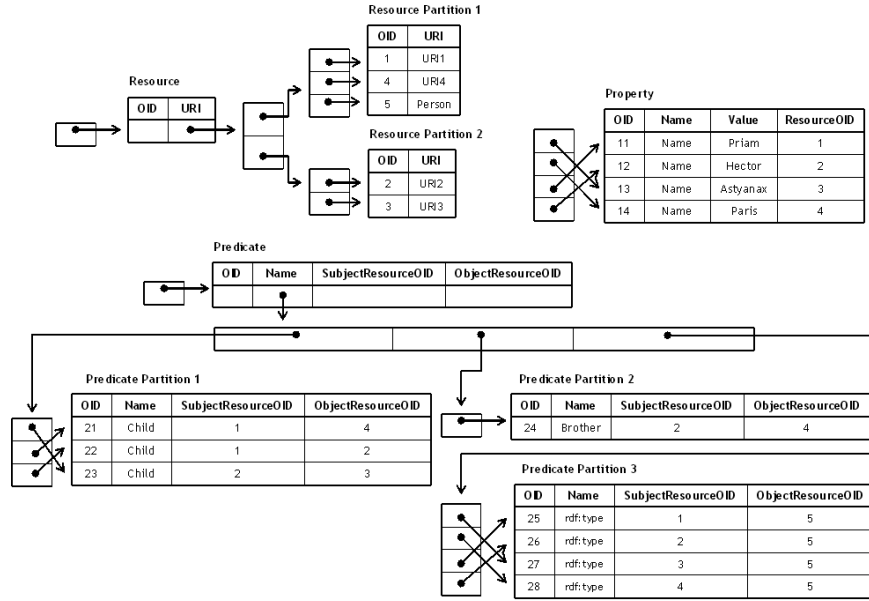 Resource Partition 1
OID URI
1 URI1
4 URI4
5 Person
Resource
OID URI
Resource Partition 2
OID URI
2 URI2
3 URI3
Property
OID Name Value ResourceOID
11 Name Priam 1
12 Name Hector 2
13 Name Astyanax 3
14 Name Paris 4
Predicate
OID Name SubjectResourceOID ObjectResourceOID
Predicate Partition 1
OID Name SubjectResourceOID ObjectResourceOID
21 Child 1 4
22 Child 1 2
23 Child 2 3
Predicate Partition 2
OID Name SubjectResourceOID ObjectResourceOID
24 Brother 2 4
Predicate Partition 3
OID Name SubjectResourceOID ObjectResourceOID
25 rdf:type 1 5
26 rdf:type 2 5
27 rdf:type 3 5
28 rdf:type 4 5